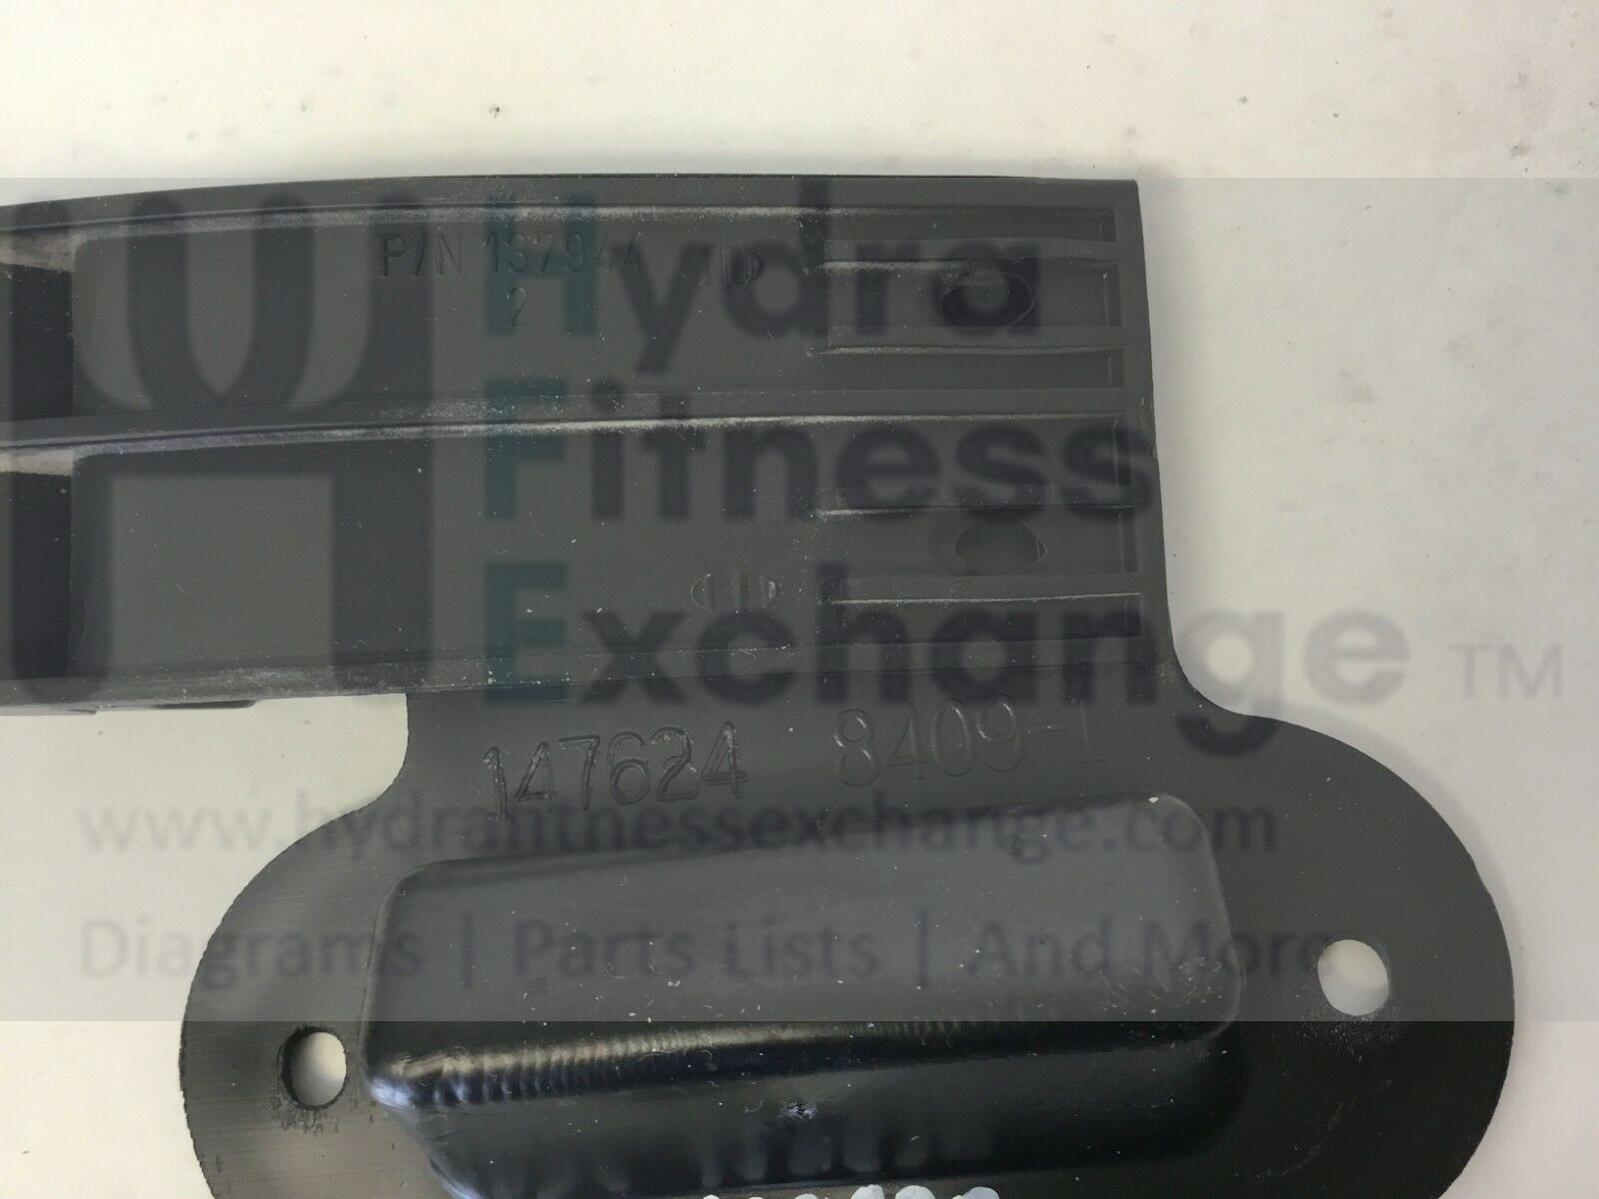 P/N 137944
2
Hydra
Fitness
Exchange TM
147624 8409-1
www.hydrafitnessexchange.com
Diagrams | Parts Lists | And More